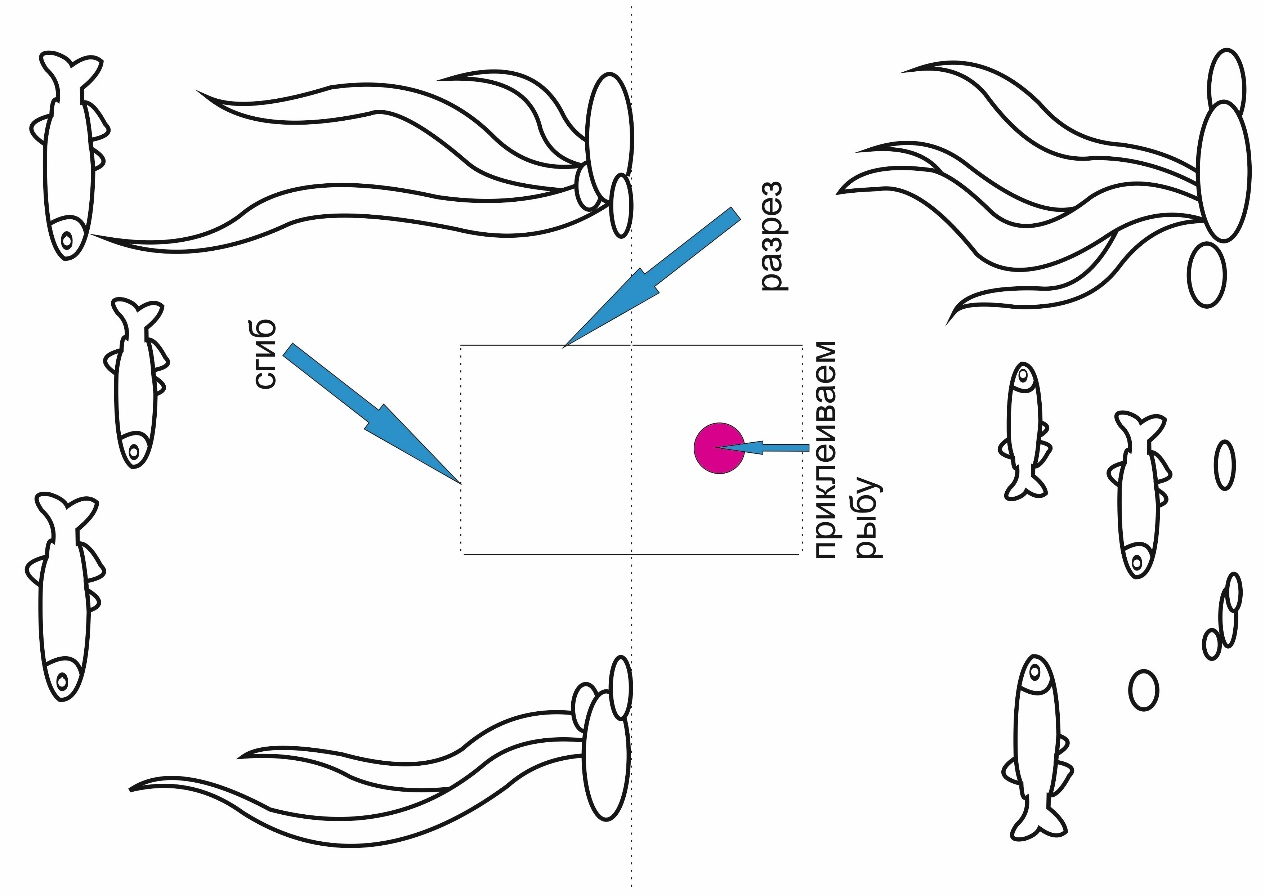 сгиб
разрез
приклеиваем
рыбу